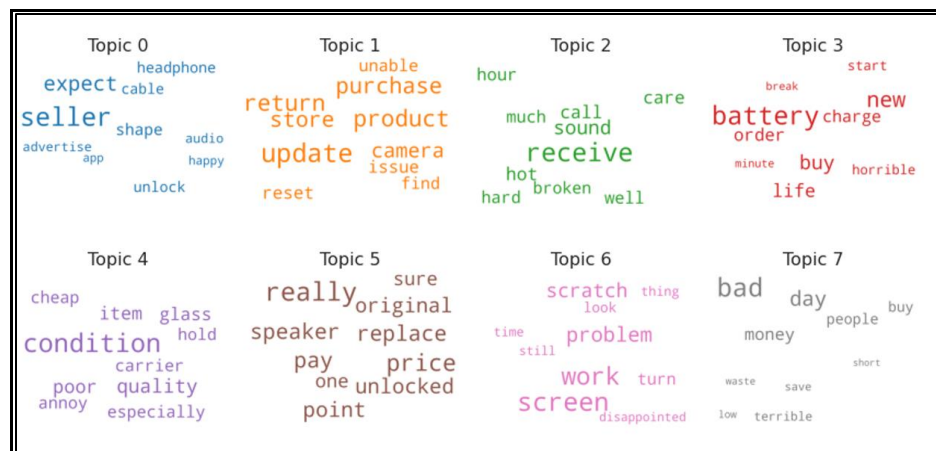 Topic 0
headphone
expect cable
seller
shape
audio
advertise
app
happy
unlock
Topic 1
unable
purchase
return
store product
update camera
issue
find
reset
Topic 2
hour
care
much call
sound
receive
hot
broken
hard well
Topic 3
start
break
new
battery charge
order
minute buy horrible
life
Topic 4
cheap
item glass
hold
condition
carrier
poor quality
annoy
especially
Topic 5
sure
really
original
speaker replace
pay price
one unlocked
point
Topic 6
scratch thing
look
time
problem
still
work turn
screen
disappointed
Topic 7
bad
day
buy
people
money
short
waste
save
low terrible